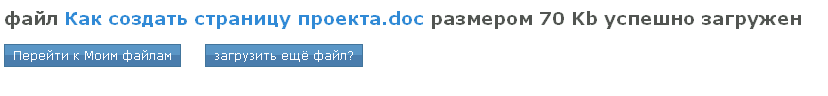 файл Как создать страницу проекта.doc размером 70 Kb успешно загружен
Перейти к Моим файлам загрузить ещё файл?